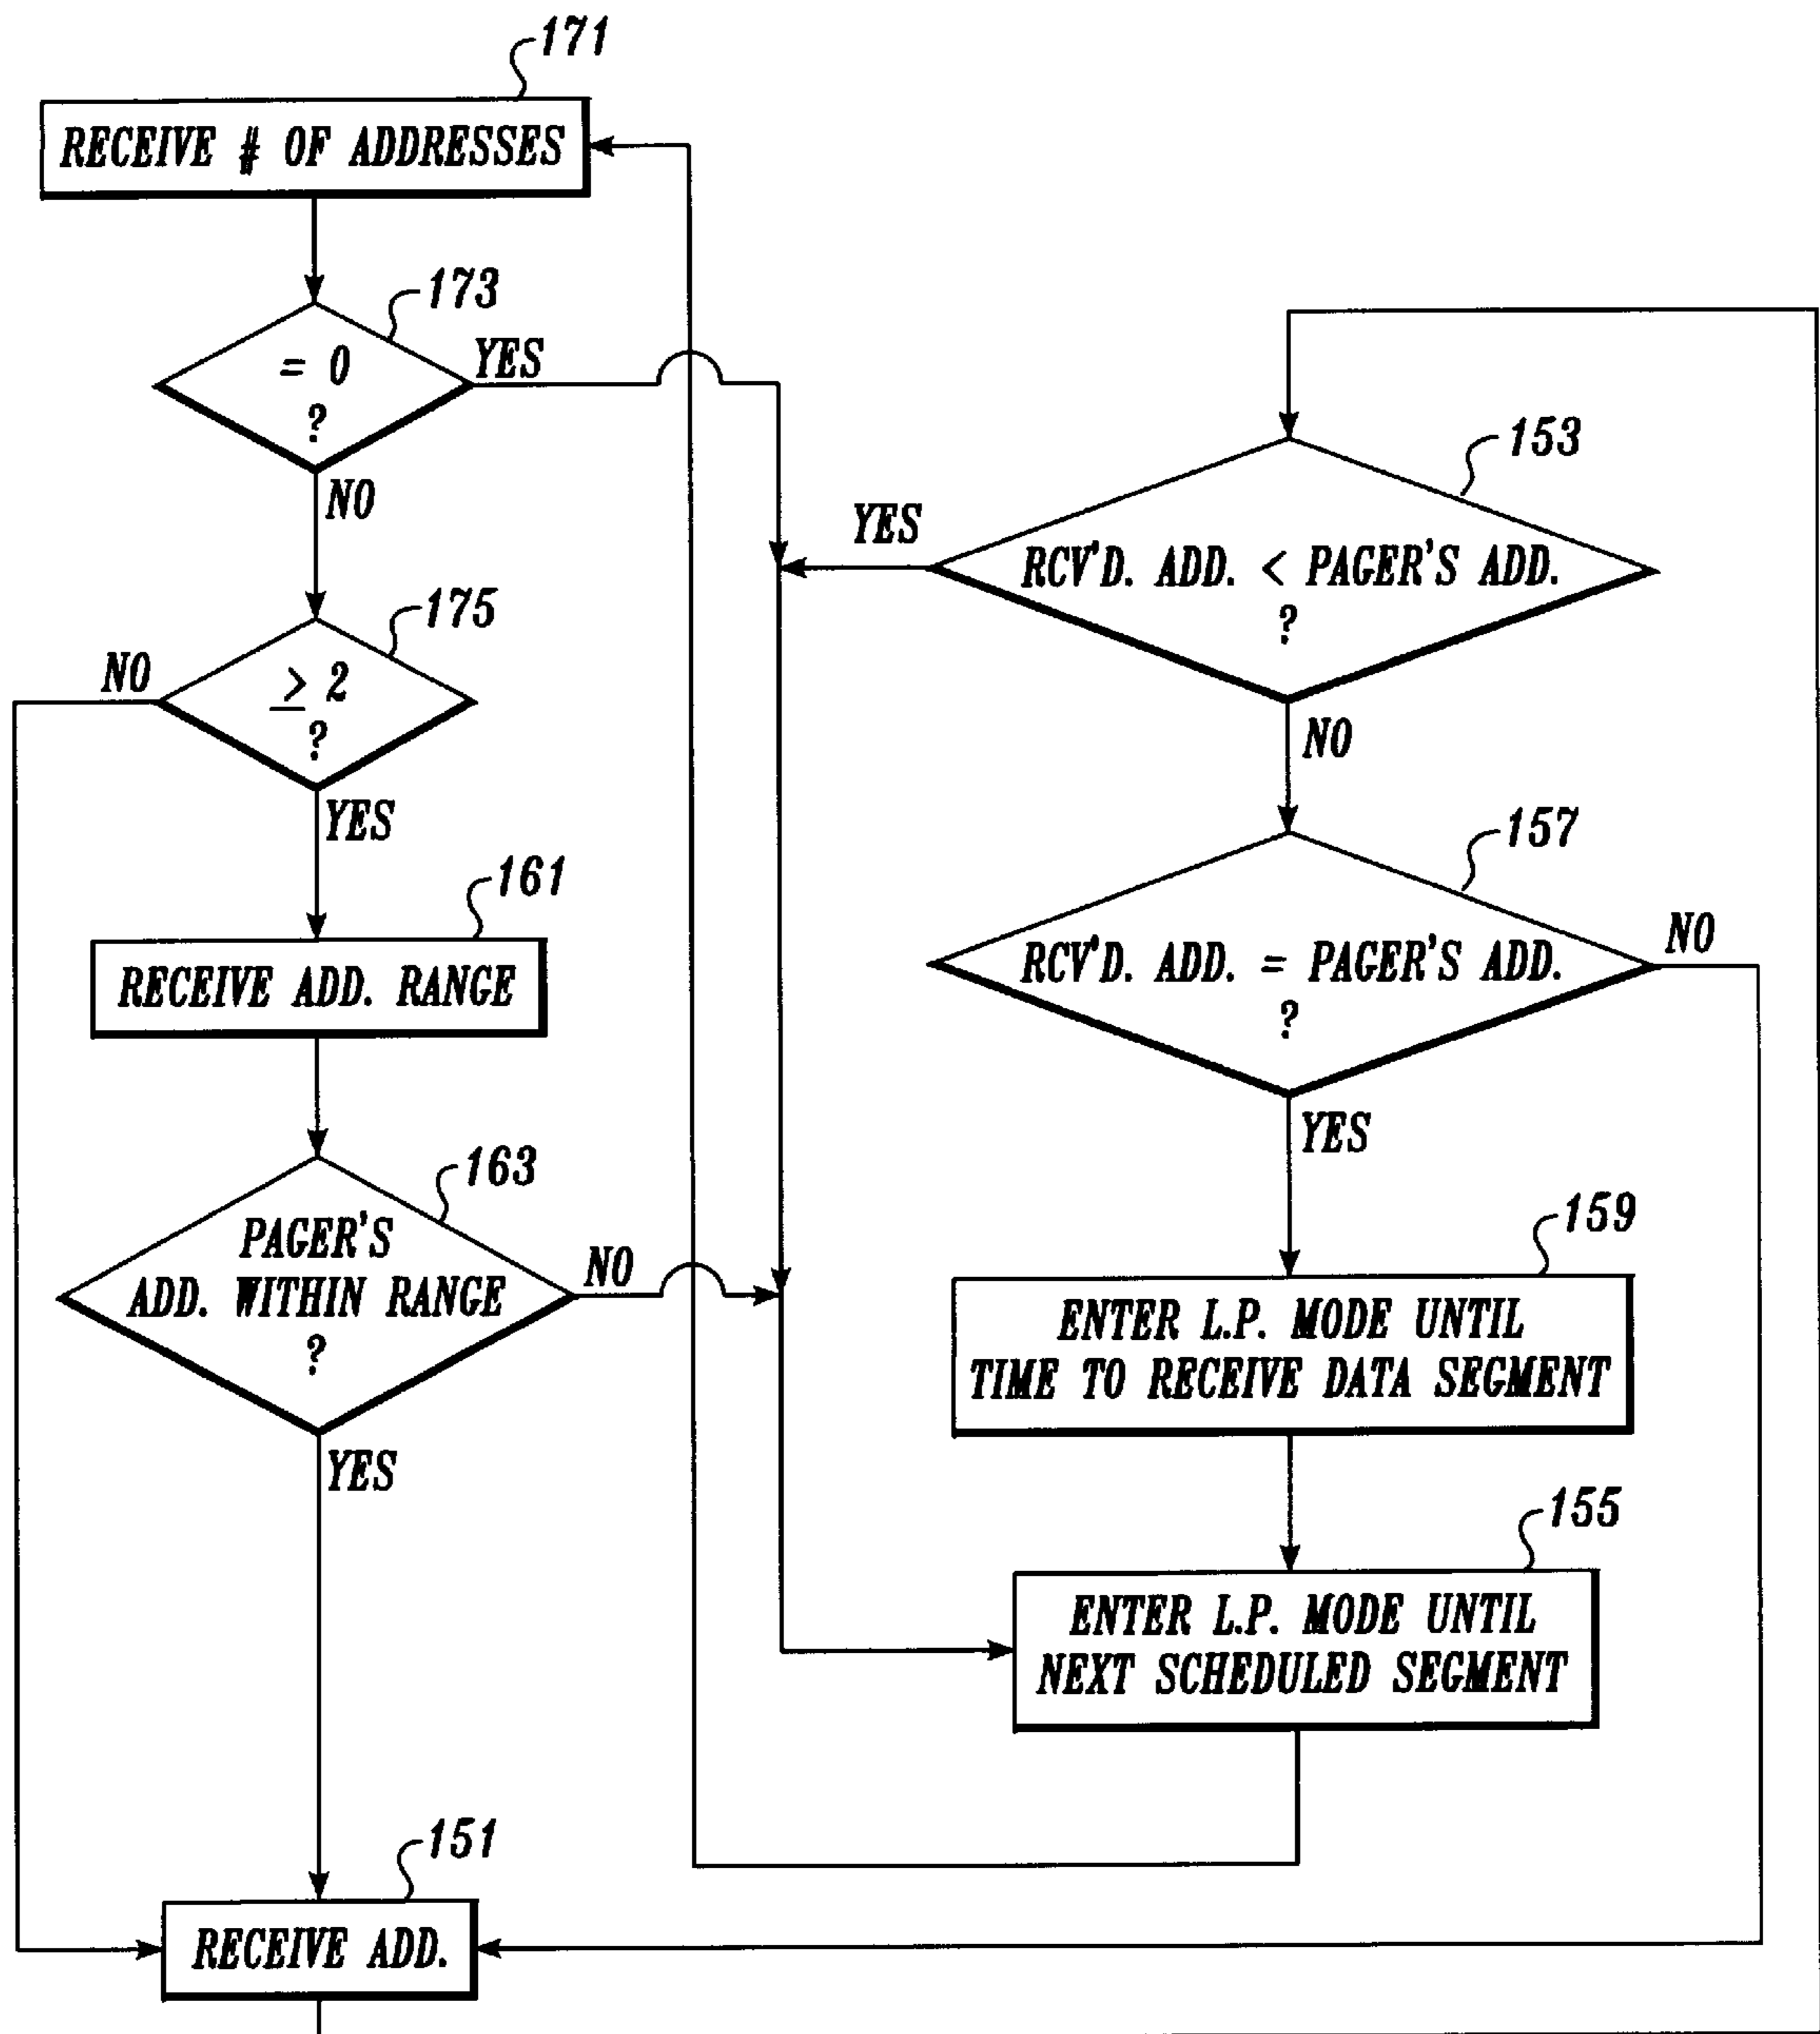 171
RECEIVE # OF ADDRESSES
173
= 0
?
YES
NO
175
≥ 2
?
NO
YES
161
RECEIVE ADD. RANGE
163
PAGER'S
ADD. WITHIN RANGE
?
NO
YES
151
RECEIVE ADD.
153
RCV'D. ADD. < PAGER'S ADD.
?
YES
NO
157
RCV'D. ADD. = PAGER'S ADD.
?
NO
YES
159
ENTER L.P. MODE UNTIL
TIME TO RECEIVE DATA SEGMENT
155
ENTER L.P. MODE UNTIL
NEXT SCHEDULED SEGMENT